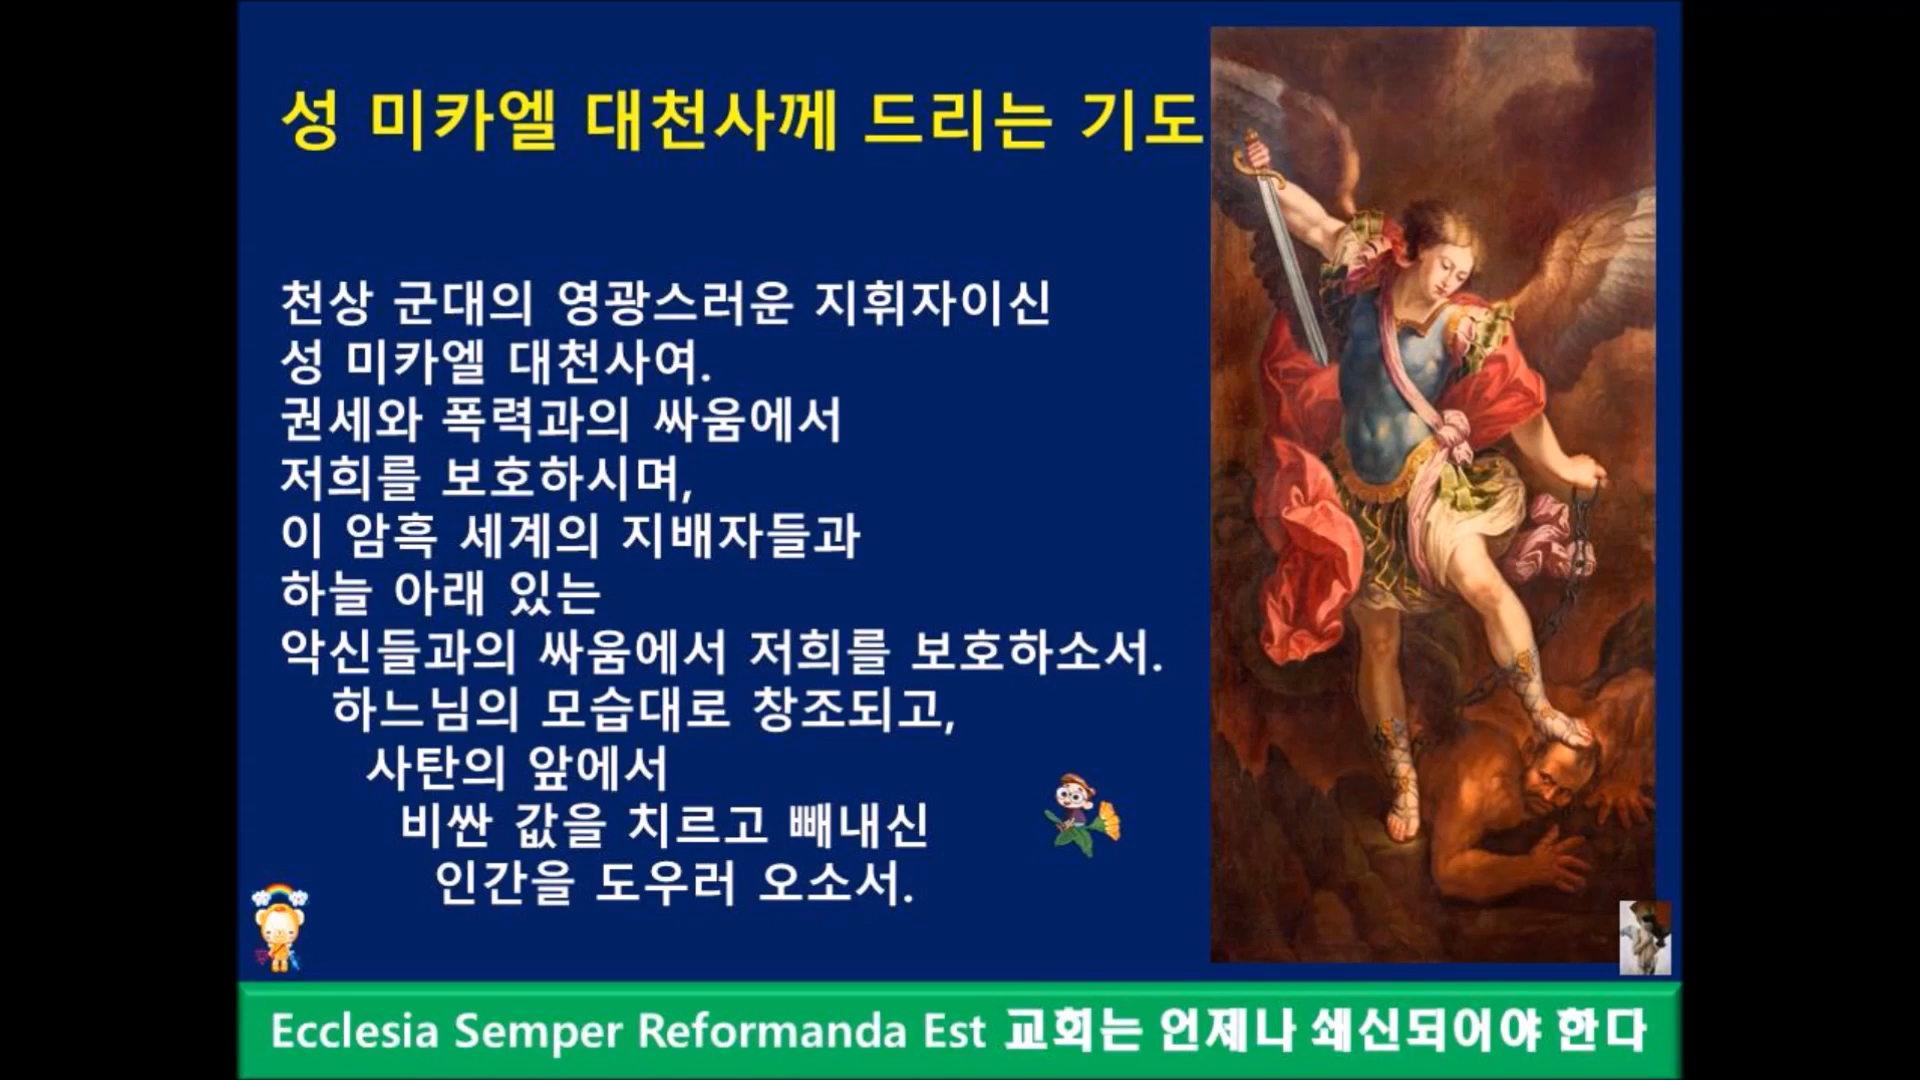 성 미카엘 대천사께 드리는 기도
천상 군대의 영광스러운 지휘자이신
성 미카엘 대천사여.
권세와 폭력과의 싸움에서
저희를 보호하시며,
이 암흑 세계의 지배자들과
하늘 아래 있는
악신들과의 싸움에서 저희를 보호하소서.
하느님의 모습대로 창조되고,
사탄의 앞에서
비싼 값을 치르고 빼내신
인간을 도우러 오소서.
Ecclesia Semper Reformanda Est 교회는 언제나 쇄신되어야 한다